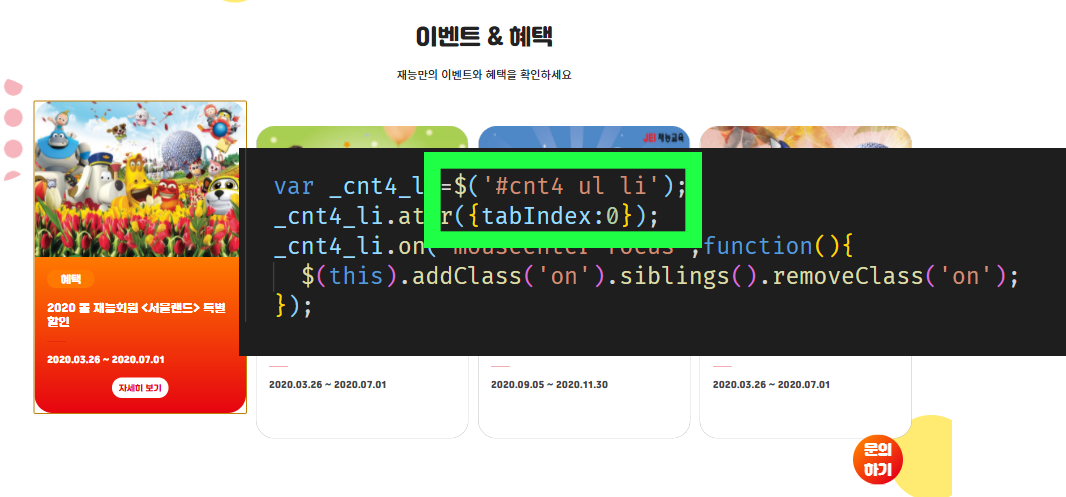 이벤트 & 혜택
재능만의 이벤트와 혜택을 확인하세요
JEI 재능교육
var _cnt4_l =$('#cnt4 ul li');
_cnt4_li.at r({tabIndex:0});
_cnt4_li.on( mouseenter focus ,function(){
$(this).addClass('on').siblings().removeClass('on');
});
혜택
2020 봄 재능회원 <서울랜드> 특별
할인
2020.03.26 ~ 2020.07.01
자세히 보기
2020.03.26 ~ 2020.07.01
2020.09.05 ~ 2020.11.30
2020.03.26 ~ 2020.07.01
문의
하기